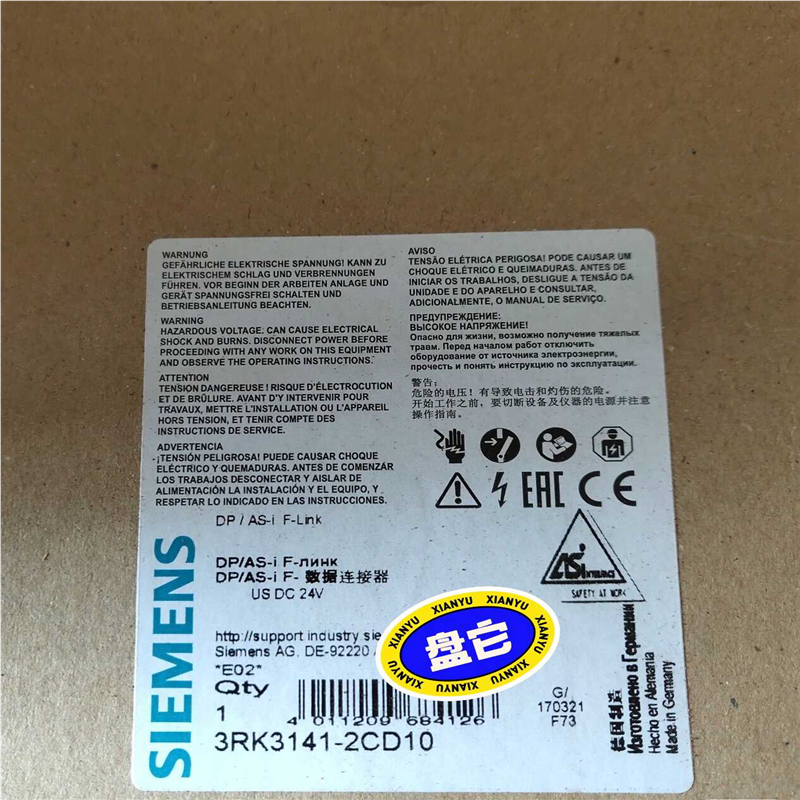 WARNUNG
GEFÄHRLICHE ELEKTRISCHE SPANNUNG! KANN ZU
ELEKTRISCHEM SCHLAG UND VERBRENNUNGEN
FÜHREN. VOR BEGINN DER ARBEITEN ANLAGE UND
GERÄT SPANNUNGSFREI SCHALTEN UND
BETRIEBSANLEITUNG BEACHTEN.
WARNING
HAZARDOUS VOLTAGE. CAN CAUSE ELECTRICAL
SHOCK AND BURNS. DISCONNECT POWER BEFORE
PROCEEDING WITH ANY WORK ON THIS EQUIPMENT
AND OBSERVE THE OPERATING INSTRUCTIONS.
ATTENTION
TENSION DANGEREUSE ! RISQUE D'ÉLECTROCUTION
ET DE BRÛLURE. AVANT D'Y INTERVENIR POUR
TRAVAUX, METTRE L'INSTALLATION OU L'APPAREIL
HORS TENSION, ET TENIR COMPTE DES
INSTRUCTIONS DE SERVICE.
ADVERTENCIA
¡TENSIÓN PELIGROSA! PUEDE CAUSAR CHOQUE
ELÉCTRICO Y QUEMADURAS. ANTES DE COMENZAR
LOS TRABAJOS DESCONECTAR Y AISLAR DE
ALIMENTACIÓN LA INSTALACIÓN Y EL EQUIPO, Y
RESPETAR LO INDICADO EN LAS INSTRUCCIONES.
AVISO
TENSÃO ELÉTRICA PERIGOSA! PODE CAUSAR UM
CHOQUE ELÉTRICO E QUEIMADURAS. ANTES DE
INICIAR OS TRABALHOS, DESLIGUE A TENSÃO DA
UNIDADE E DO APARELHO E CONSULTAR,
ADICIONALMENTE, O MANUAL DE SERVIÇO.
ПРЕДУПРЕЖДЕНИЕ:
ВЫСОКОЕ НАПРЯЖЕНИЕ!
Опасно для жизни, возможно получение тяжалых
травм. Перед началом работ отключить
оборудование от источника электроэнергии,
прочесть и понять инструкцию по эксплуатации.
警告:
危险的电压! 有导致电击和灼伤的危险。
开始工作之前, 要切断设备及仪器的电源并注意
操作指南。
EAC CE
ASi INTERFACE
SAFETY AT WORK
SIEMENS
DP / AS-i F-Link
DP/AS-i F-линк
DP/AS-i F- 数据连接器
US DC 24V
http://support.industry.sie
Siemens AG, DE-92220
*E02*
Qty
1
4 011209 684126
3RK3141-2CD10
G/
170321
F73
德国制造
Изготовлено в Германии
Hecho en Alemania
Made in Germany
XIANYU XIANYU XIANYU XIANYU XIANYU XIANYU
盘它